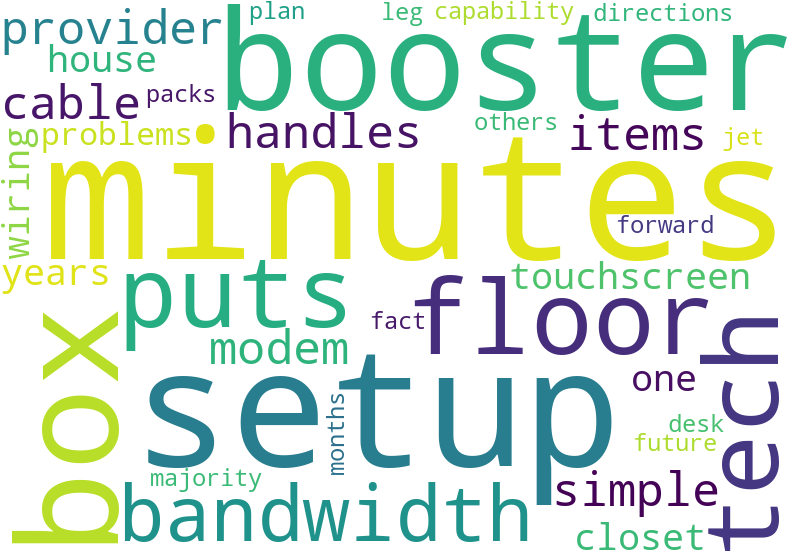 plan
leg
capability
directions
provider
booster
house
cable
packs
others
handles
items
jet
problems
wiring
minutes
forward
years
puts
touchscreen
floor
fact
modem
box
setup
tech
one
months
desk
future
majority
simple
bandwidth
closet